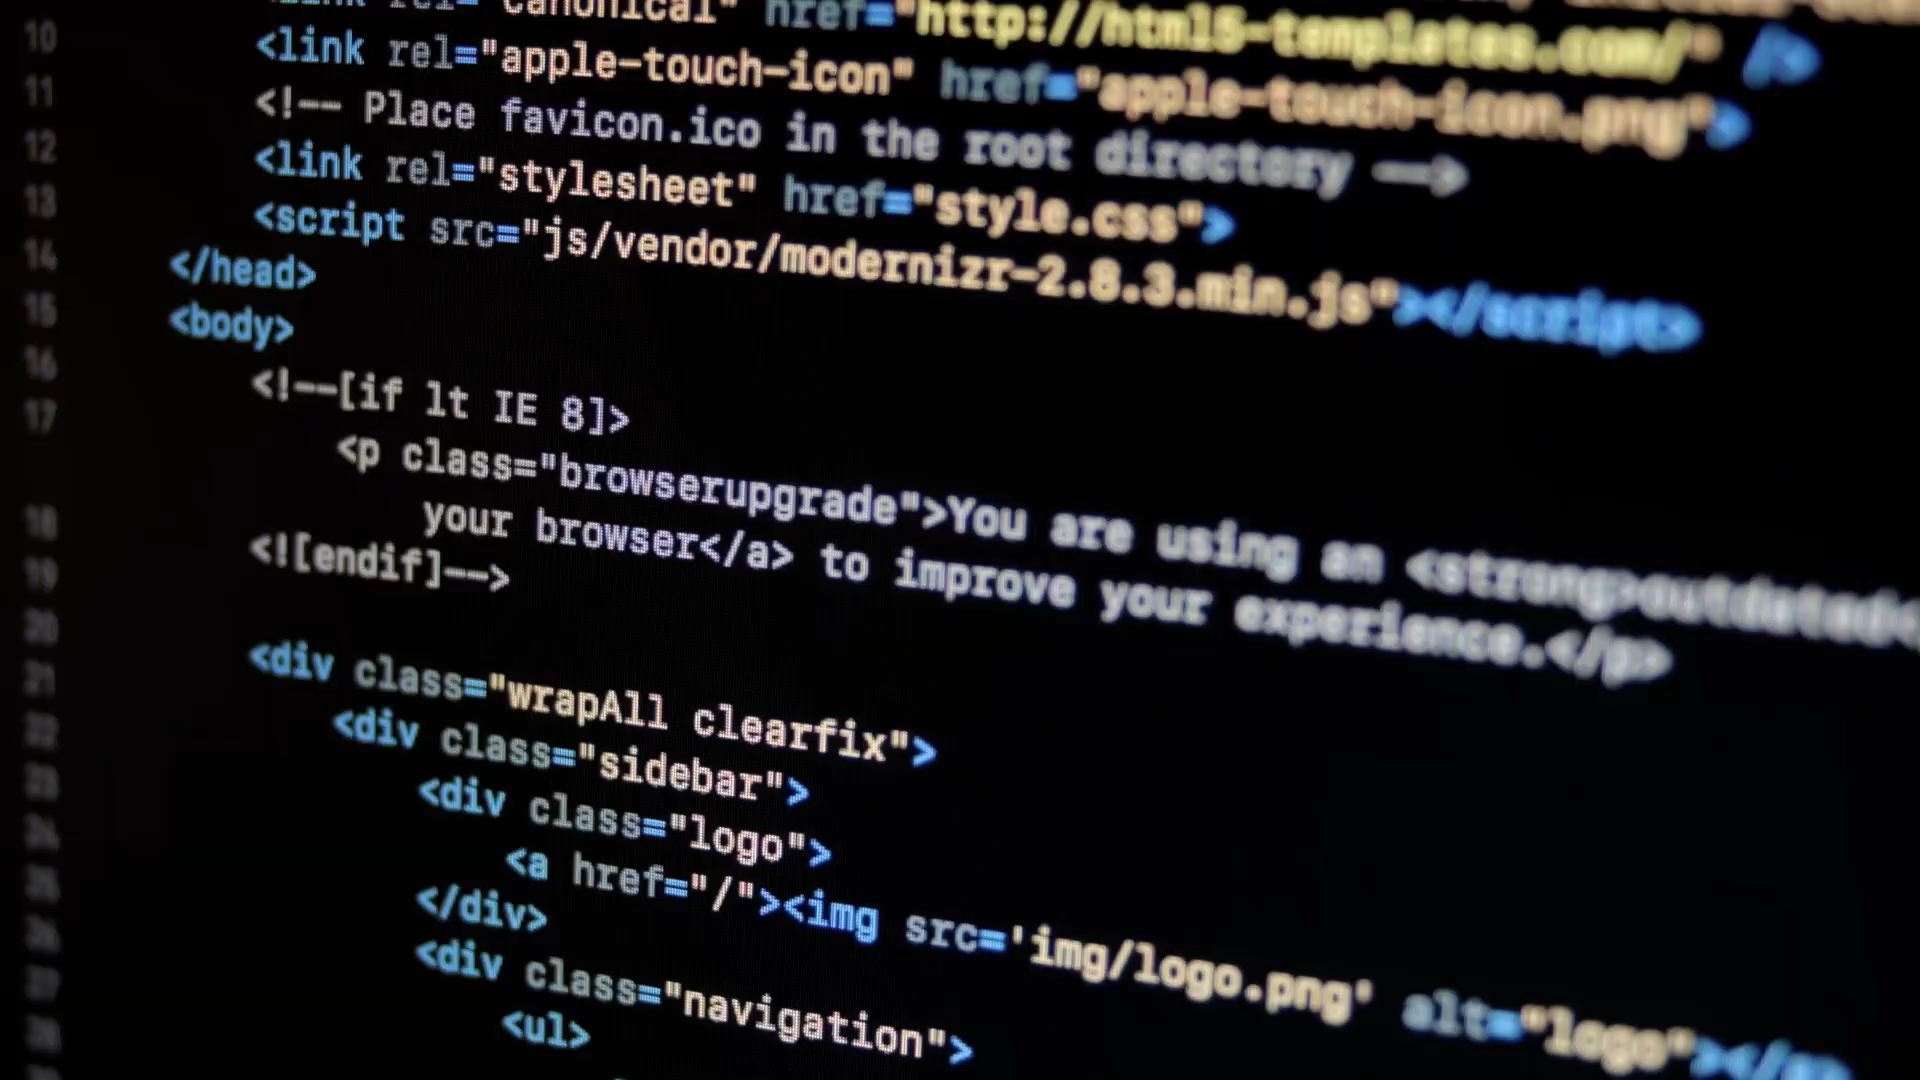 <link rel="canonical" href="http://html5-templates.com/" />
10 <link rel="apple-touch-icon" href="apple-touch-icon.png">
11 <!-- Place favicon.ico in the root directory -->
12 <link rel="stylesheet" href="style.css">
13 <script src="js/vendor/modernizr-2.8.3.min.js"></script>
14 </head>
15 <body>
16 <!--[if lt IE 8]>
17 <p class="browserupgrade">You are using an <strong>outdated<
your browser</a> to improve your experience.</p>
18 <![endif]-->
19
20 <div class="wrapAll clearfix">
21 <div class="sidebar">
22 <div class="logo">
23 <a href="/"><img src='img/logo.png' alt="logo"></a>
24 </div>
25 <div class="navigation">
26 <ul>